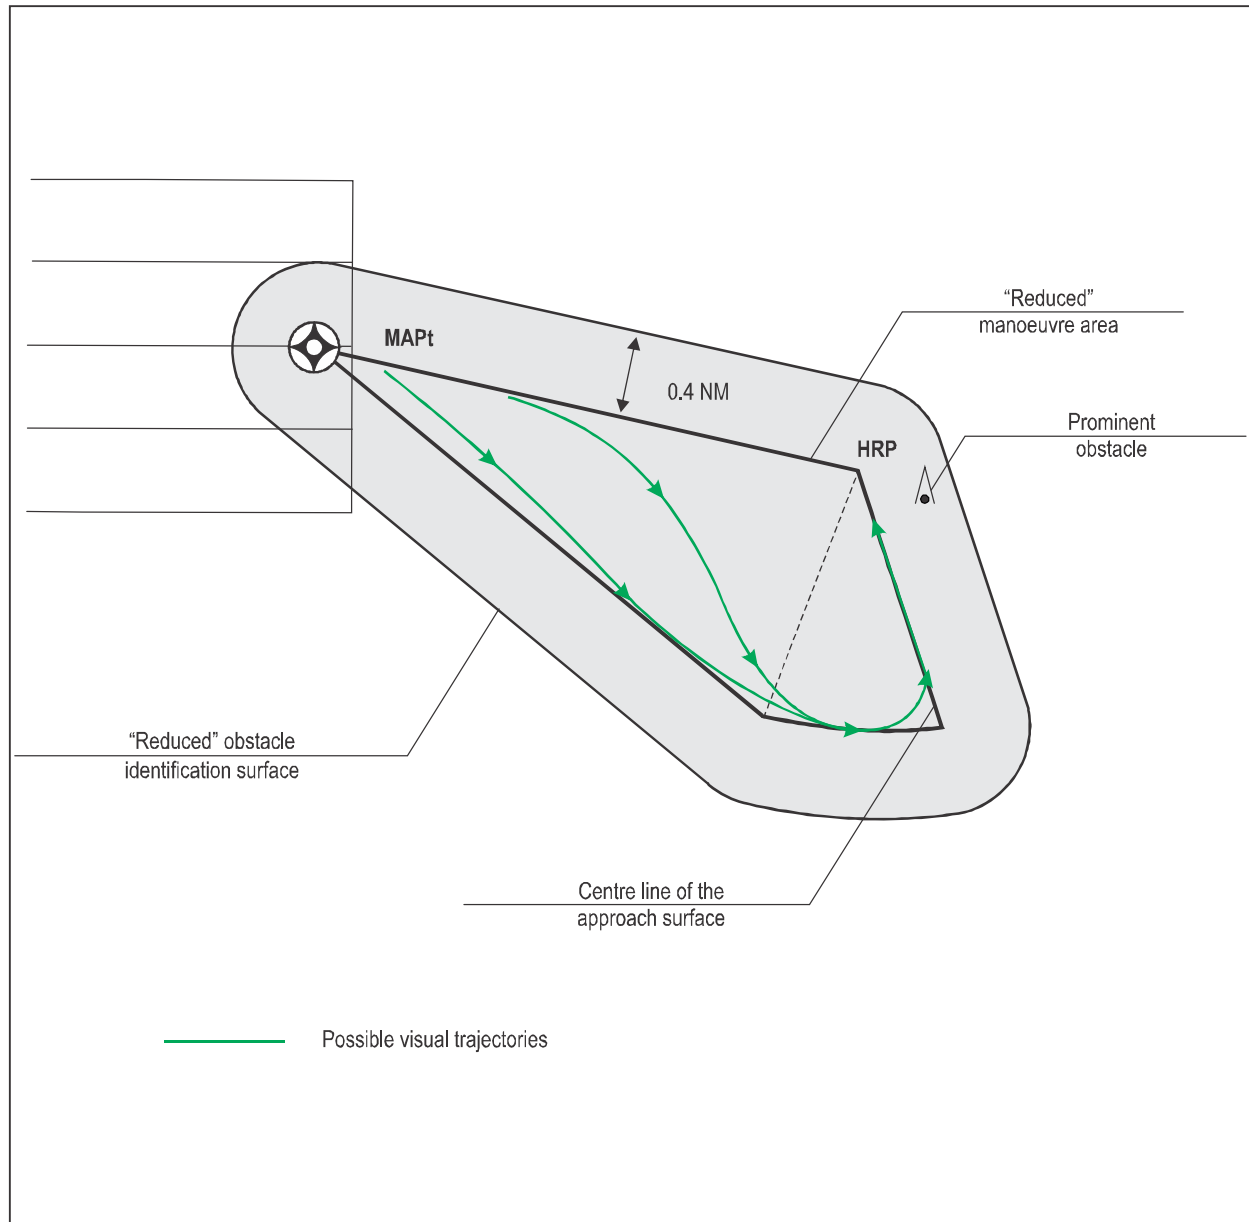 “Reduced”
manoeuvre area
MAPt
0.4 NM
Prominent
obstacle
HRP
“Reduced” obstacle
identification surface
Centre line of the
approach surface
Possible visual trajectories